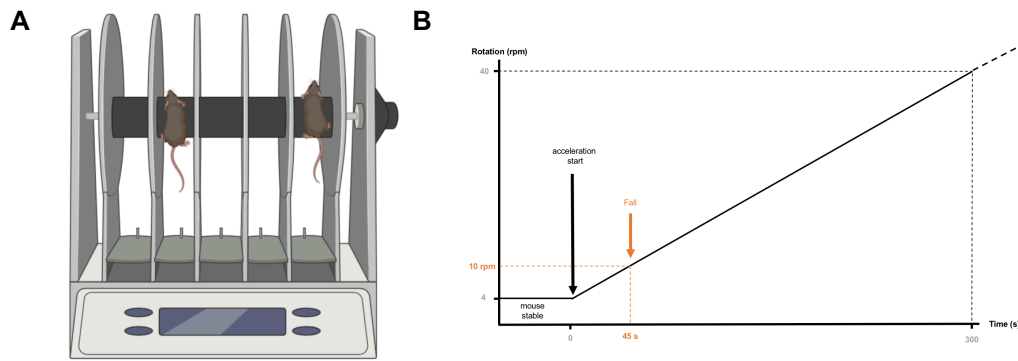 A
B
Rotation (rpm)
40
acceleration
start
Fall
10 rpm
4
mouse
stable
Time (s)
0
45 s
300